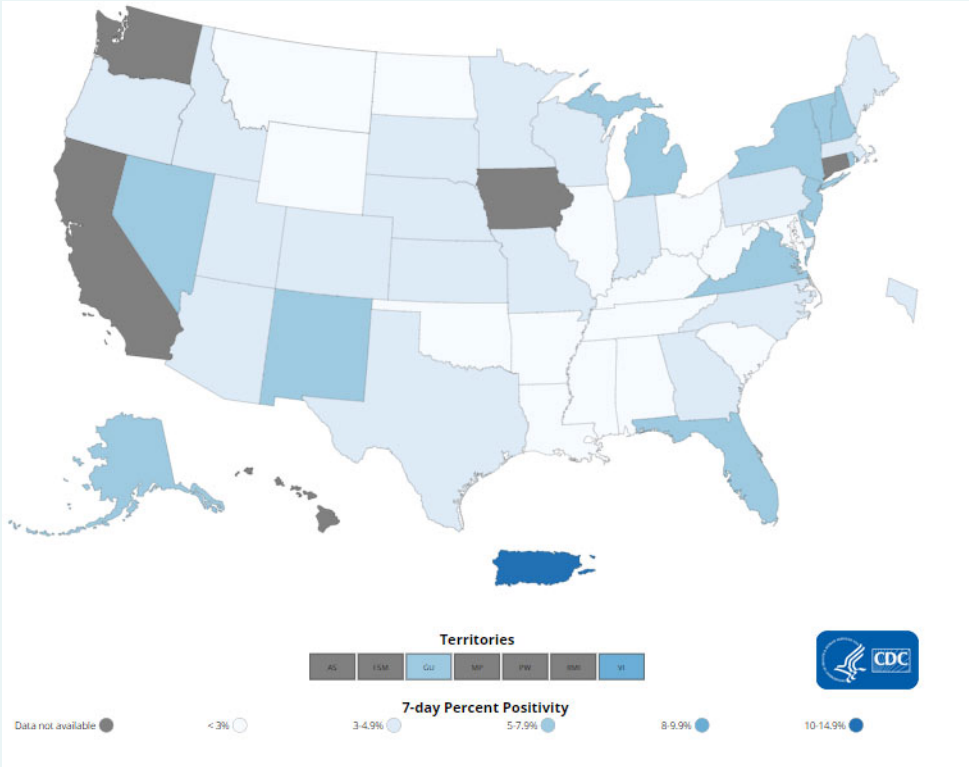 Territories
AS FSM GU MP PW RMI VI
CDC
7-day Percent Positivity
Data not available < 3% 3-4.9% 5-7.9% 8-9.9% 10-14.9%